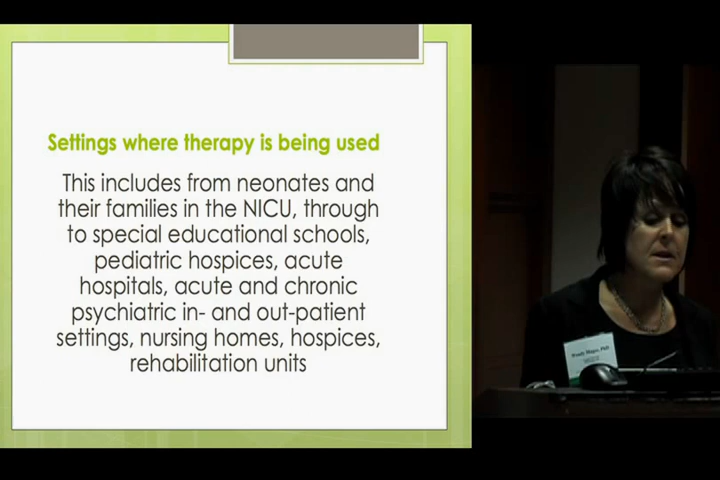 Settings where therapy is being used
This includes from neonates and
their families in the NICU, through
to special educational schools,
pediatric hospices, acute
hospitals, acute and chronic
psychiatric in- and out-patient
settings, nursing homes, hospices,
rehabilitation units
PhD